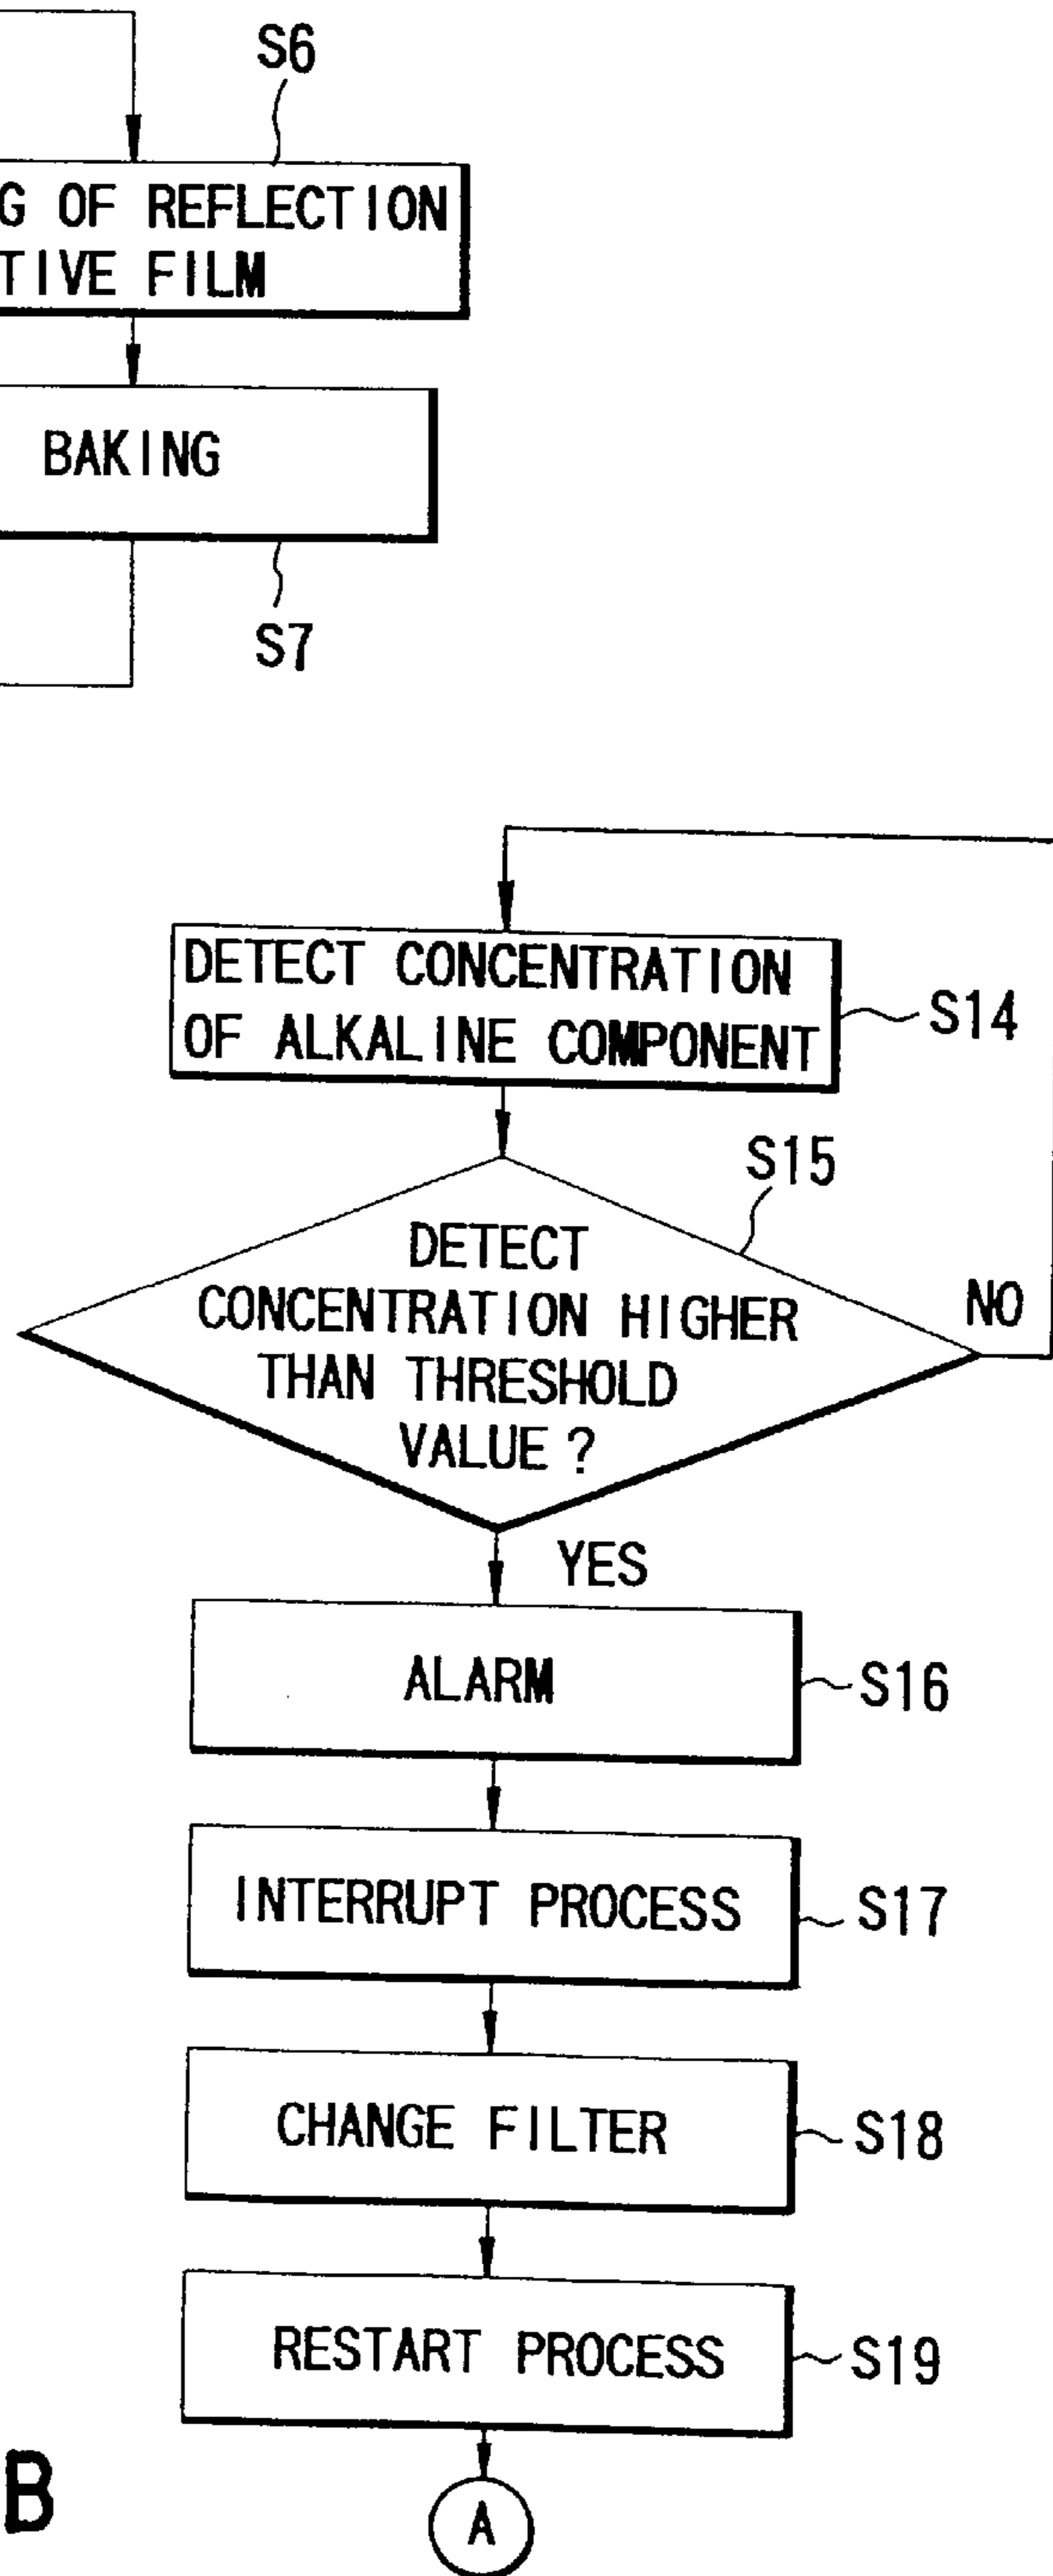 S6
G OF REFLECTION
TIVE FILM
BAKING
S7
DETECT CONCENTRATION
OF ALKALINE COMPONENT
S14
S15
DETECT
CONCENTRATION HIGHER
THAN THRESHOLD
VALUE ?
NO
YES
ALARM
S16
INTERRUPT PROCESS
S17
CHANGE FILTER
S18
RESTART PROCESS
S19
B
A